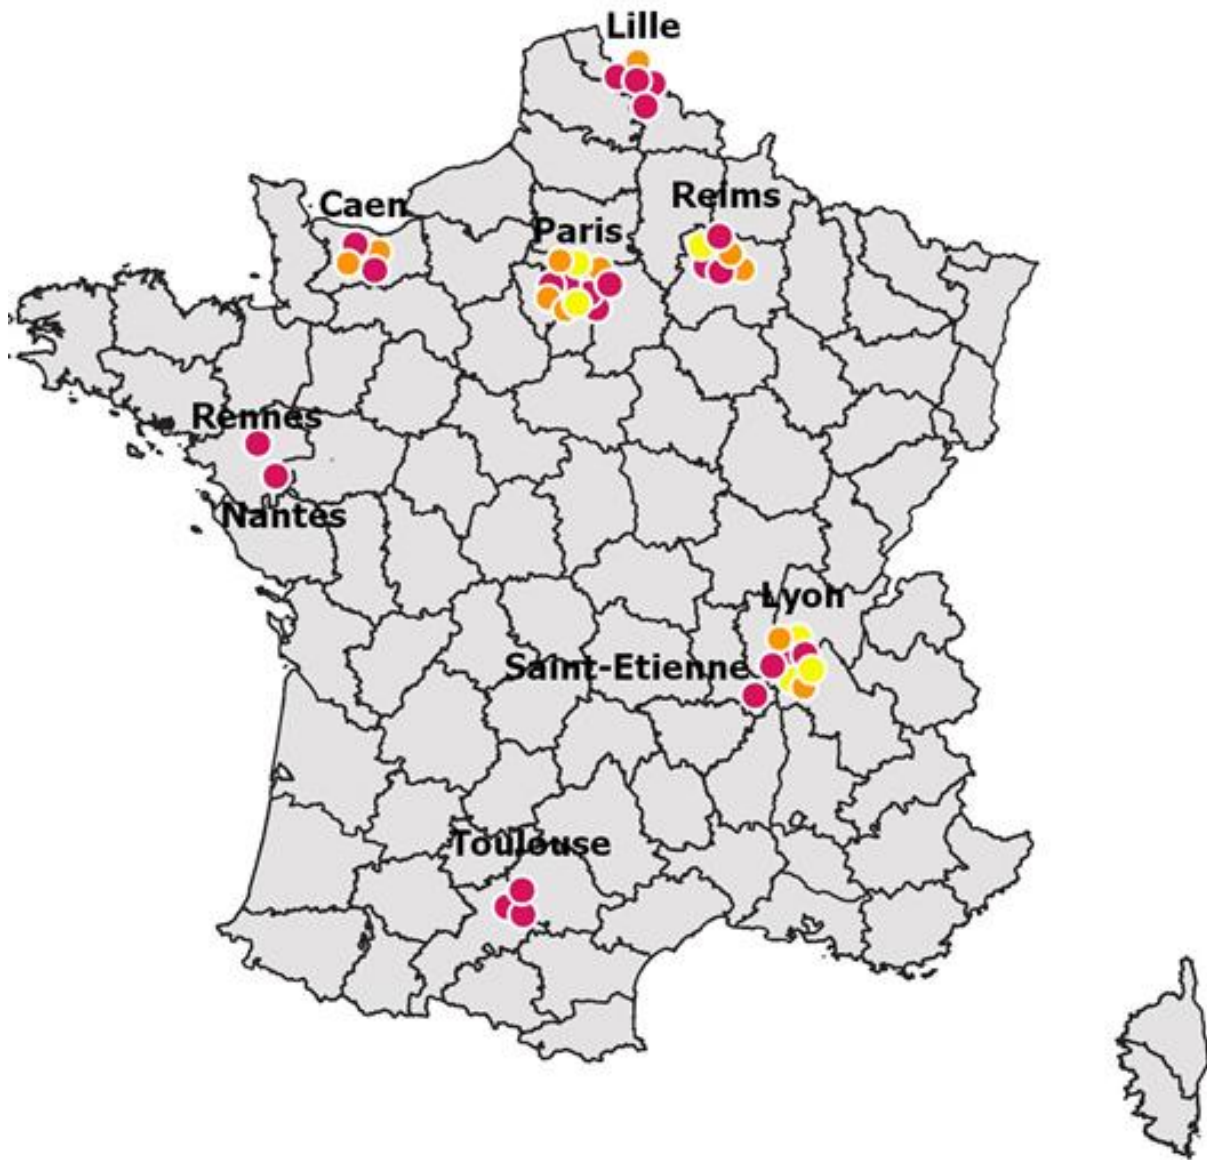 Lille
Reims
Caen
Paris
Rennes
Nantes
Lyon
Saint-Etienne
Toulouse